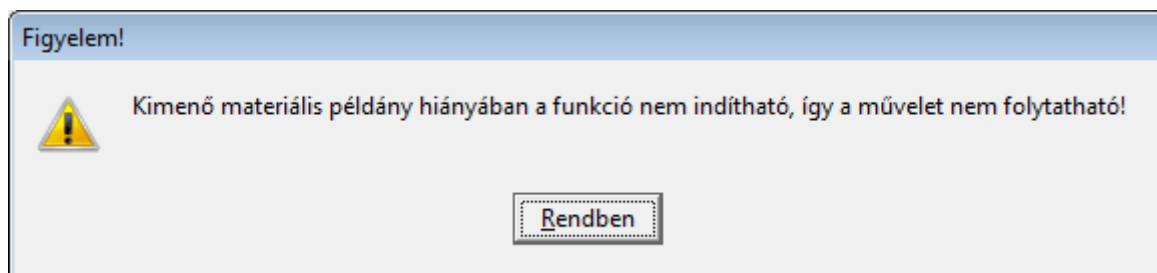 Figyelem!
Kimenő materiális példány hiányában a funkció nem indítható, így a művelet nem folytatható!
Rendben